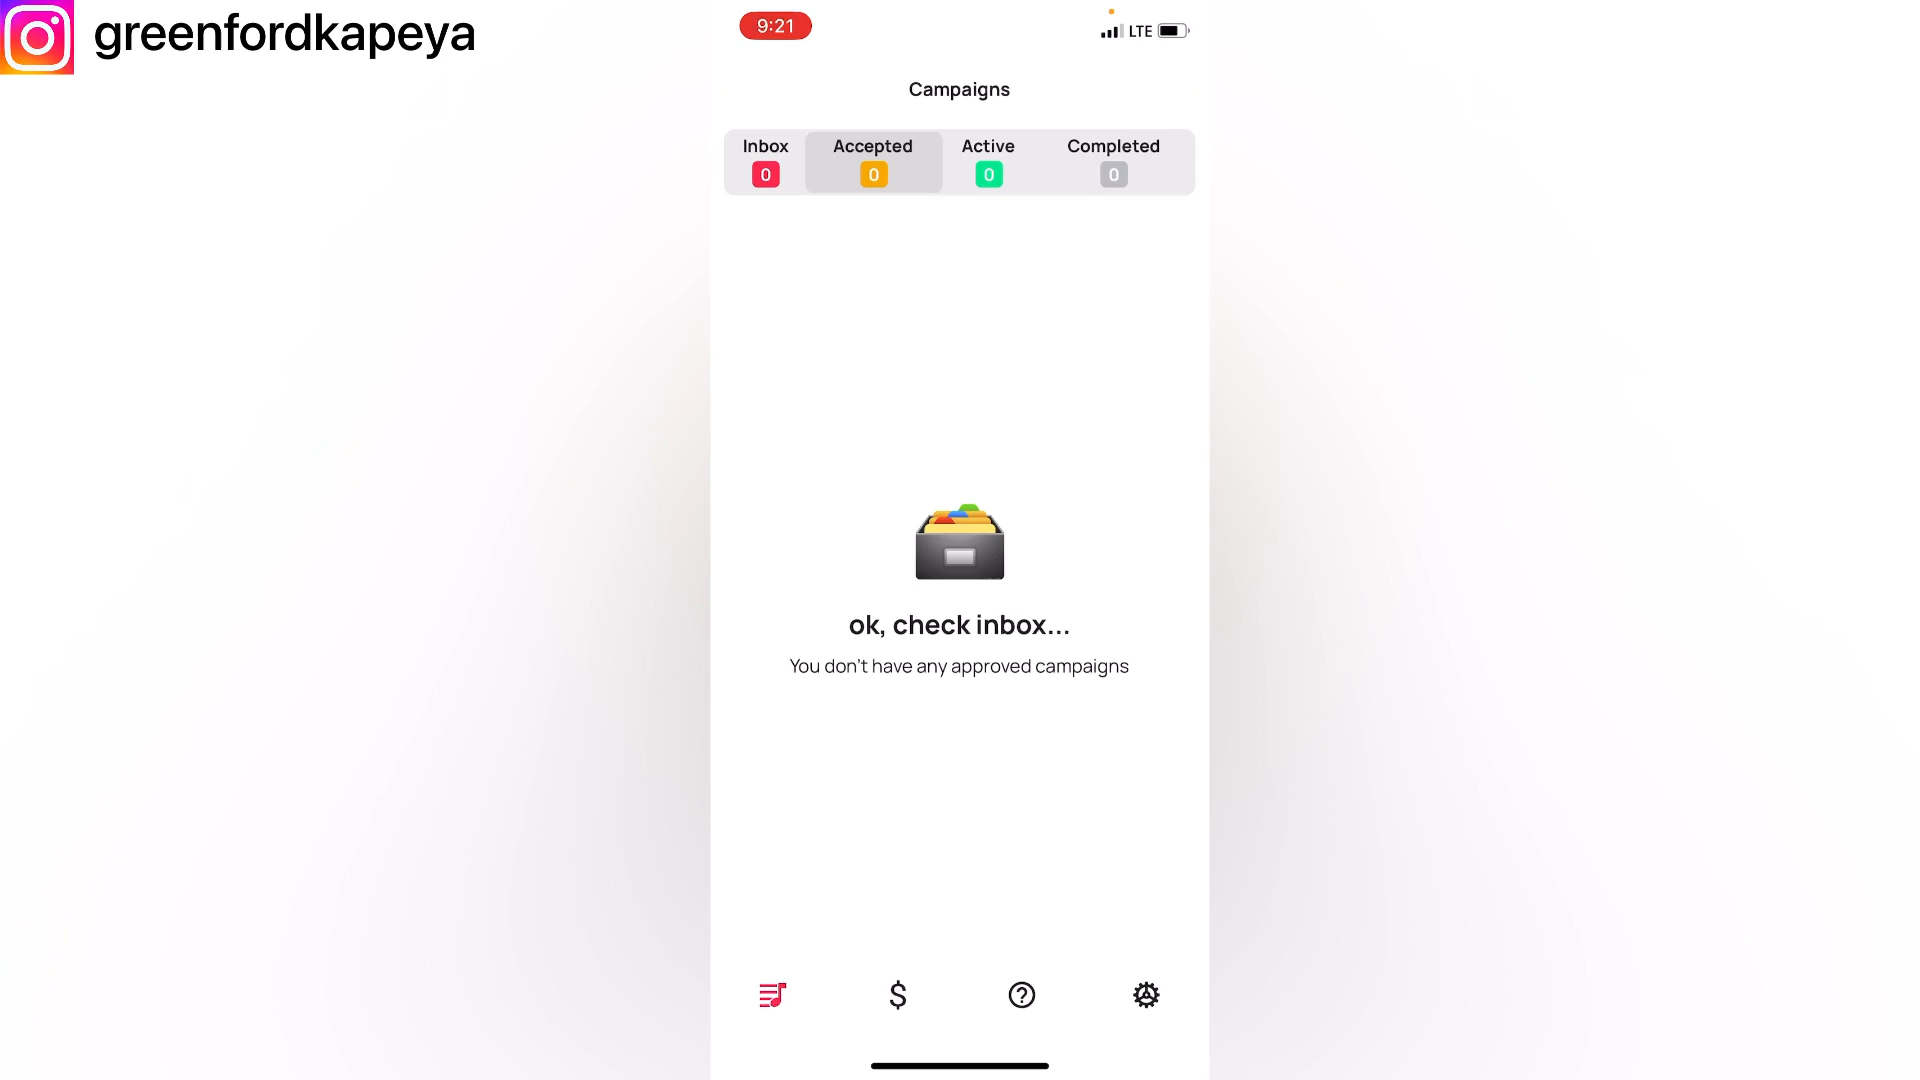 greenfordkapeya
9:21
LTE
Campaigns
Inbox Accepted Active Completed
0 0 0 0
ok, check inbox...
You don't have any approved campaigns